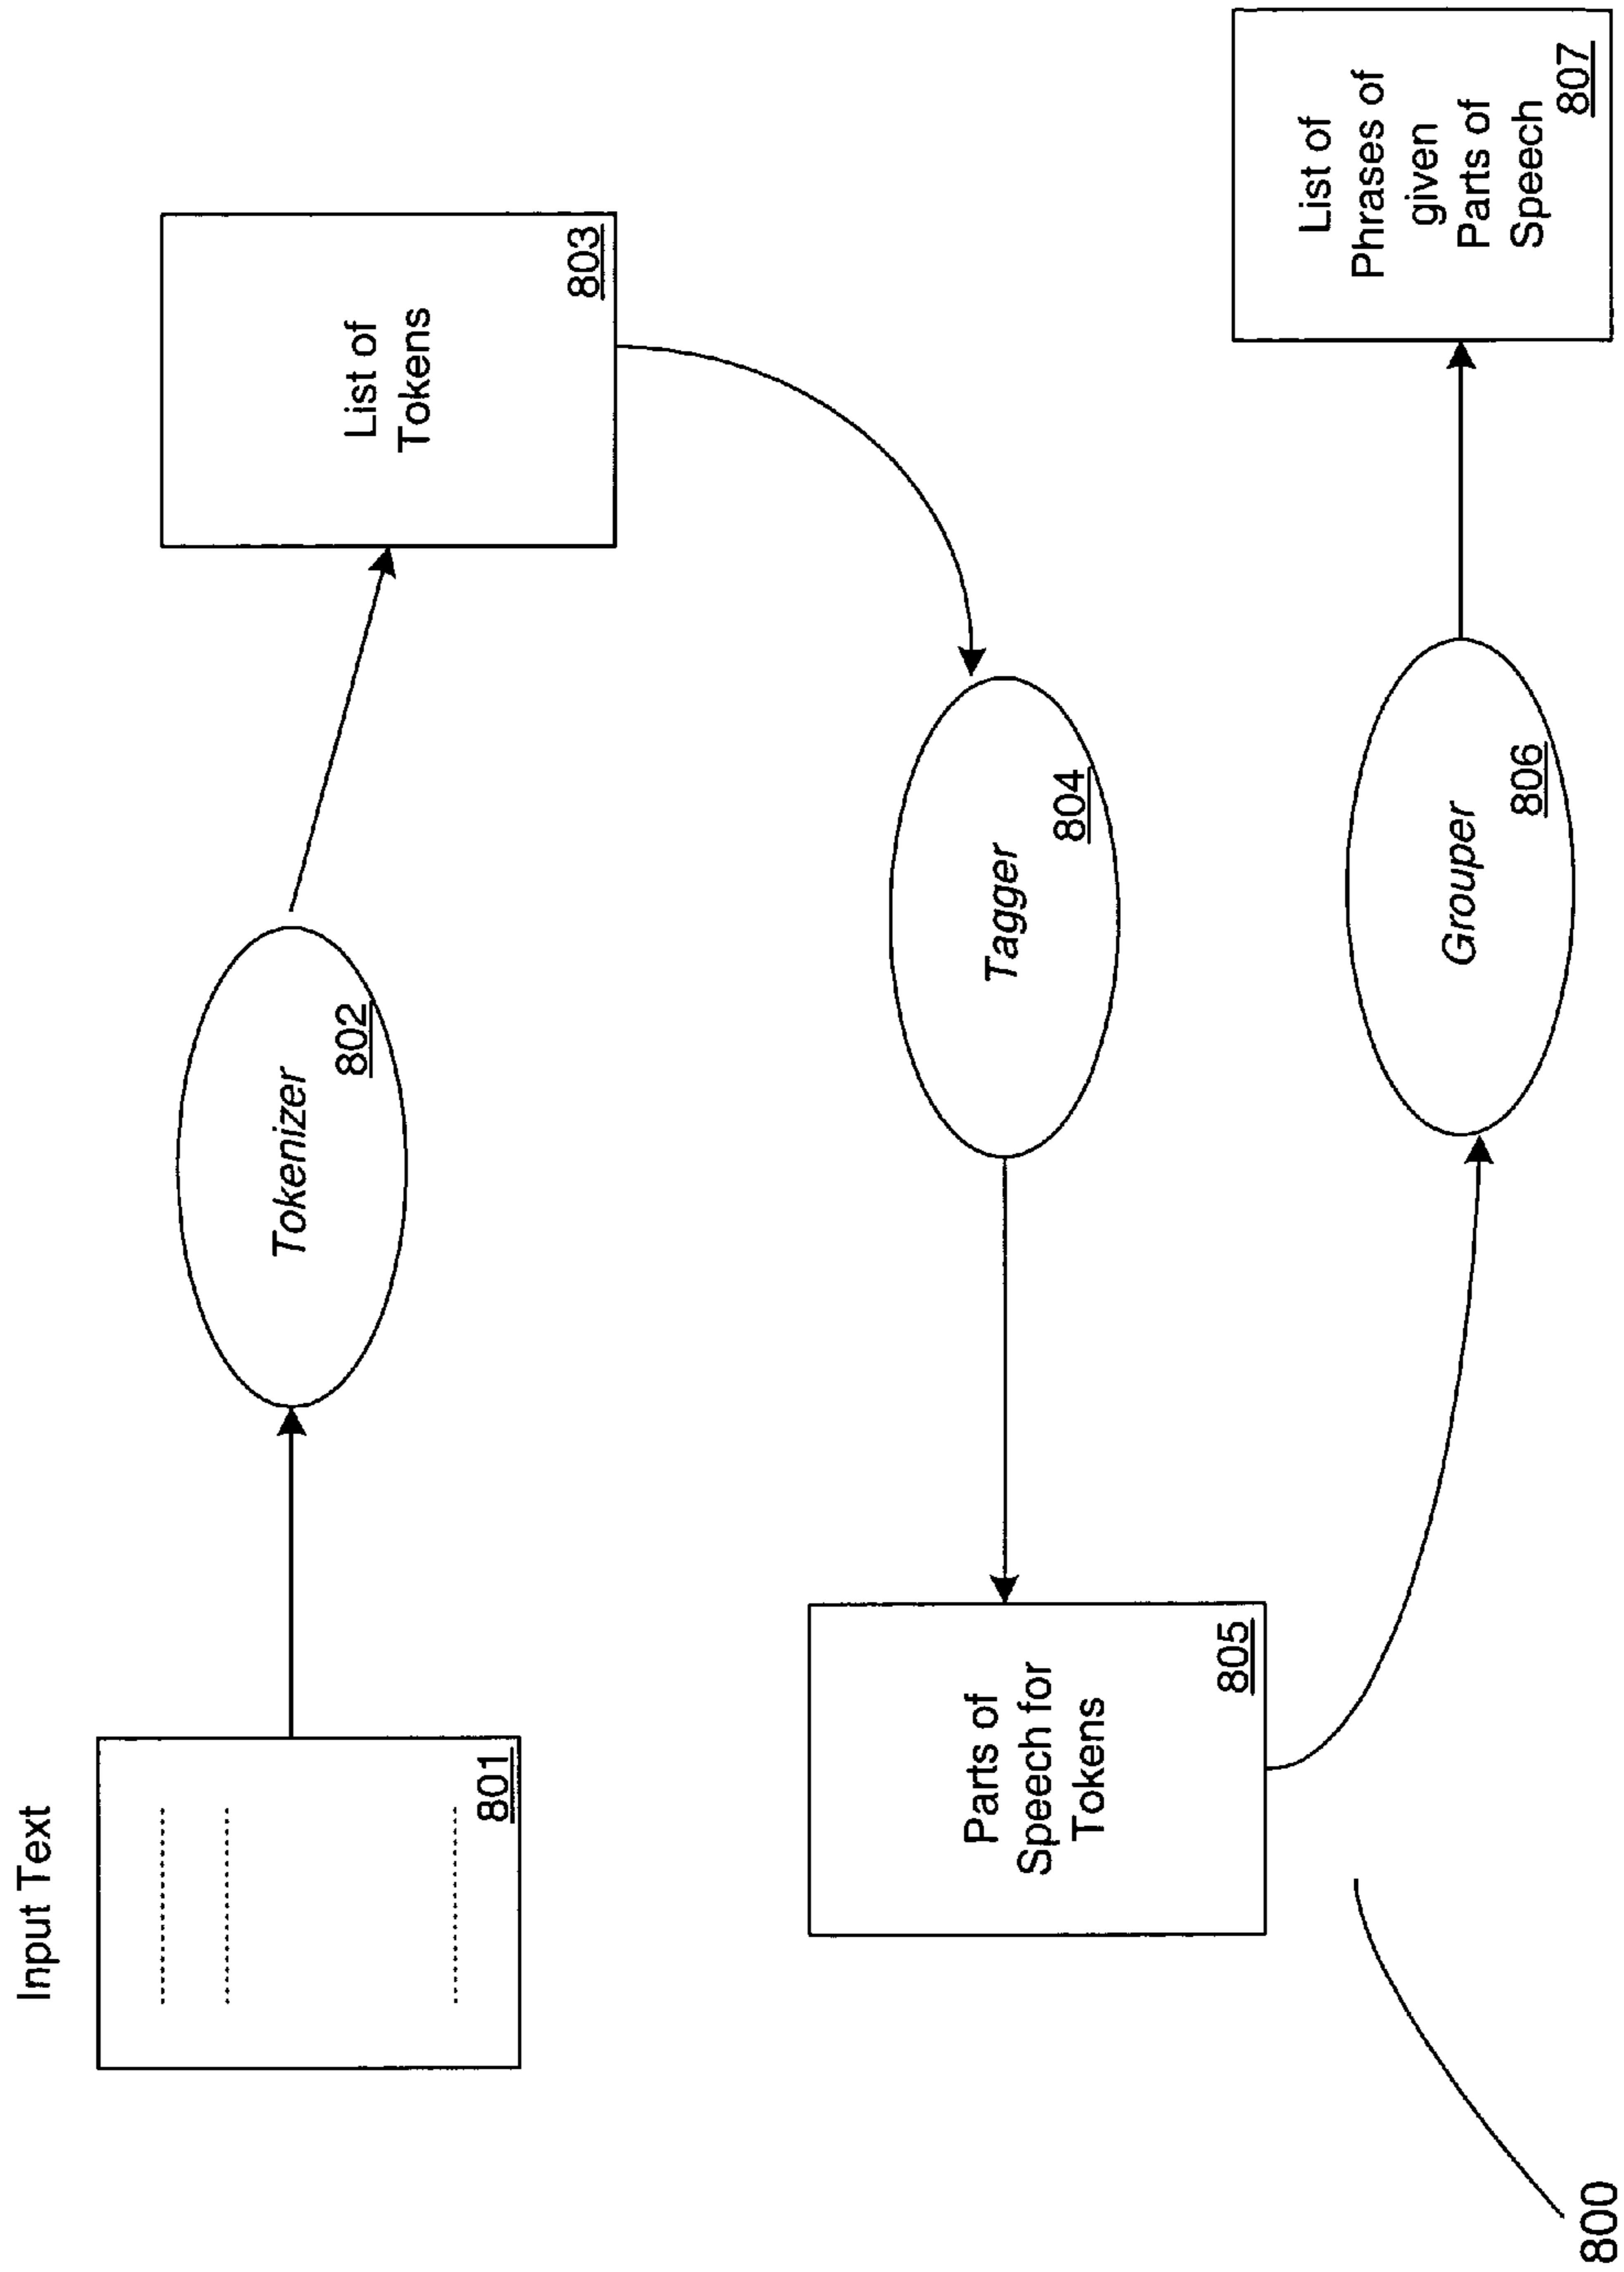 Input Text
801
Tokenizer
802
List of
Tokens
803
Tagger
804
Parts of
Speech for
Tokens
805
Grouper
806
List of
Phrases of
given
Parts of
Speech
807
800